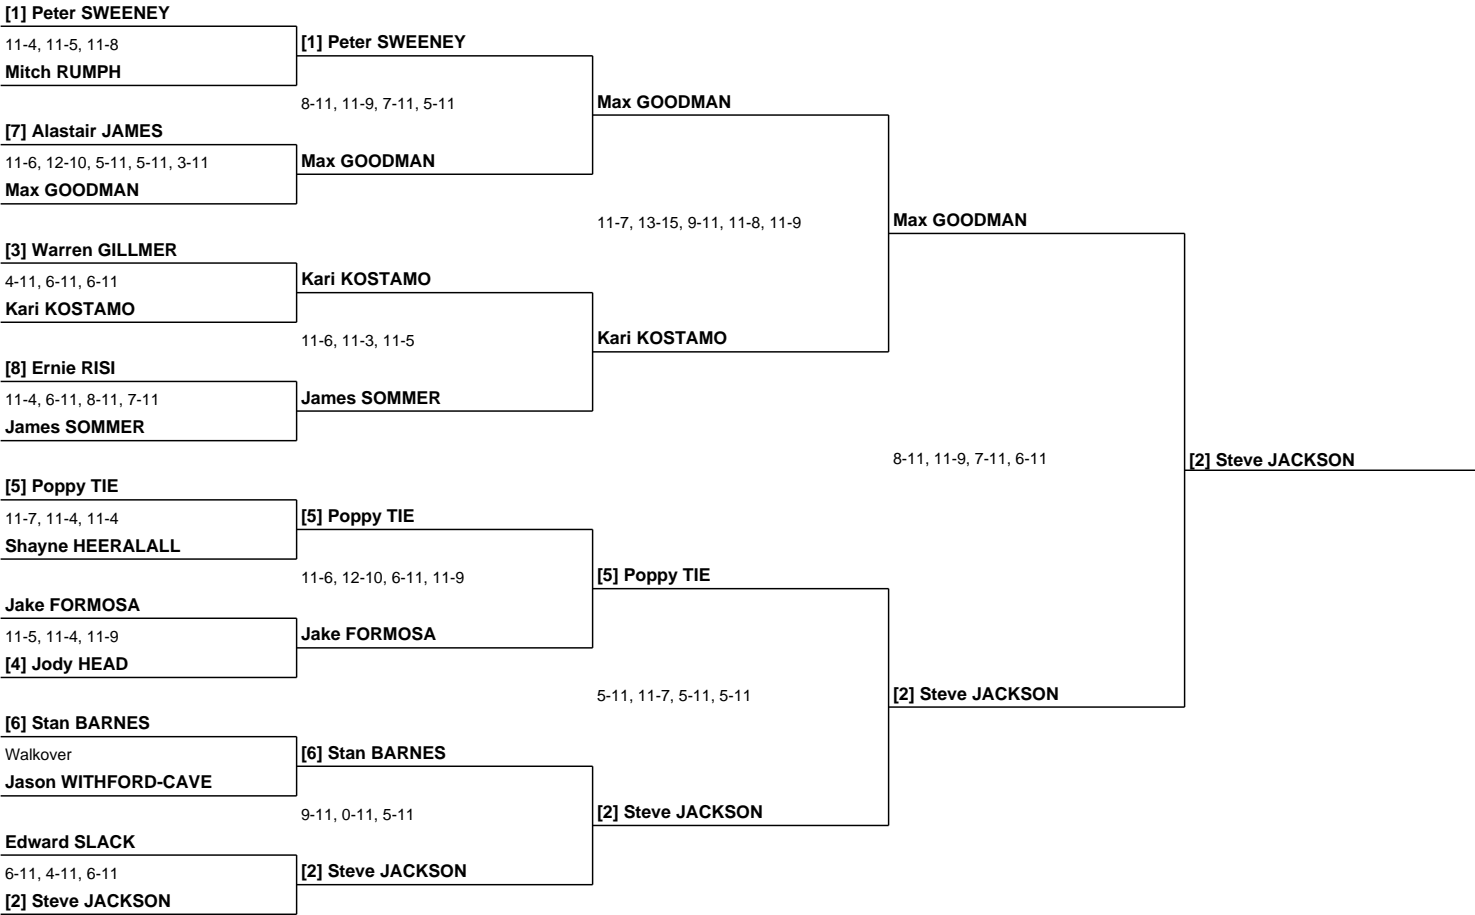 [1] Peter SWEENEY
11-4, 11-5, 11-8
Mitch RUMPH
[7] Alastair JAMES
11-6, 12-10, 5-11, 5-11, 3-11
Max GOODMAN
[3] Warren GILLMER
4-11, 6-11, 6-11
Kari KOSTAMO
[8] Ernie RISI
11-4, 6-11, 8-11, 7-11
James SOMMER
[5] Poppy TIE
11-7, 11-4, 11-4
Shayne HEERALALL
Jake FORMOSA
11-5, 11-4, 11-9
[4] Jody HEAD
[6] Stan BARNES
Walkover
Jason WITHFORD-CAVE
Edward SLACK
6-11, 4-11, 6-11
[2] Steve JACKSON
[1] Peter SWEENEY
8-11, 11-9, 7-11, 5-11
Max GOODMAN
Kari KOSTAMO
11-6, 11-3, 11-5
James SOMMER
[5] Poppy TIE
11-6, 12-10, 6-11, 11-9
Jake FORMOSA
[6] Stan BARNES
9-11, 0-11, 5-11
[2] Steve JACKSON
Max GOODMAN
11-7, 13-15, 9-11, 11-8, 11-9
Kari KOSTAMO
[5] Poppy TIE
5-11, 11-7, 5-11, 5-11
[2] Steve JACKSON
Max GOODMAN
8-11, 11-9, 7-11, 6-11
[2] Steve JACKSON
[2] Steve JACKSON